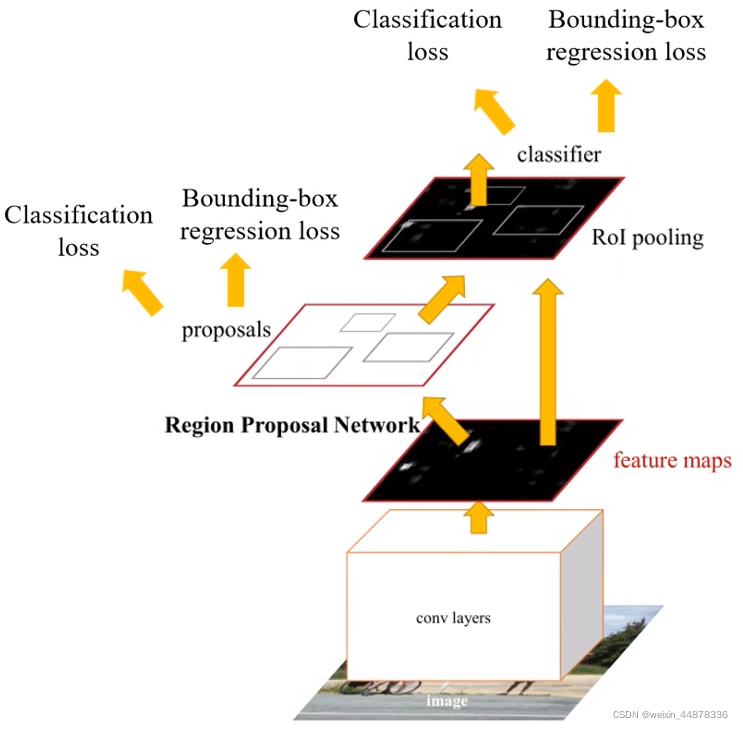 Classification
loss
Bounding-box
regression loss
classifier
Classification
loss
Bounding-box
regression loss
RoI pooling
proposals
Region Proposal Network
feature maps
conv layers
image
CSDN @weixin_44878336